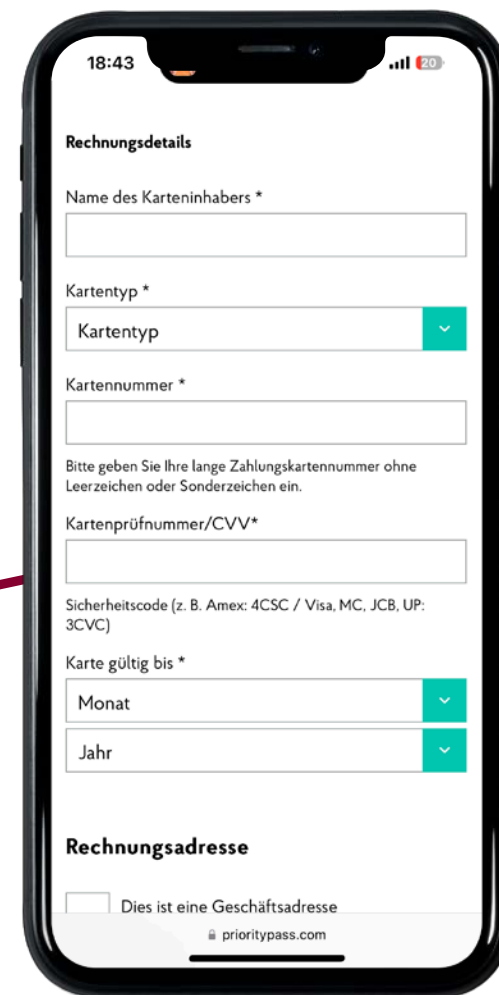 18:43
20
Rechnungsdetails
Name des Karteninhabers *
Kartentyp *
Kartentyp
Kartennummer *
Bitte geben Sie Ihre lange Zahlungskartennummer ohne
Leerzeichen oder Sonderzeichen ein.
Kartenprüfnummer/CVV*
Sicherheitscode (z. B. Amex: 4CSC / Visa, MC, JCB, UP:
3CVC)
Karte gültig bis *
Monat
Jahr
Rechnungsadresse
Dies ist eine Geschäftsadresse
prioritypass.com